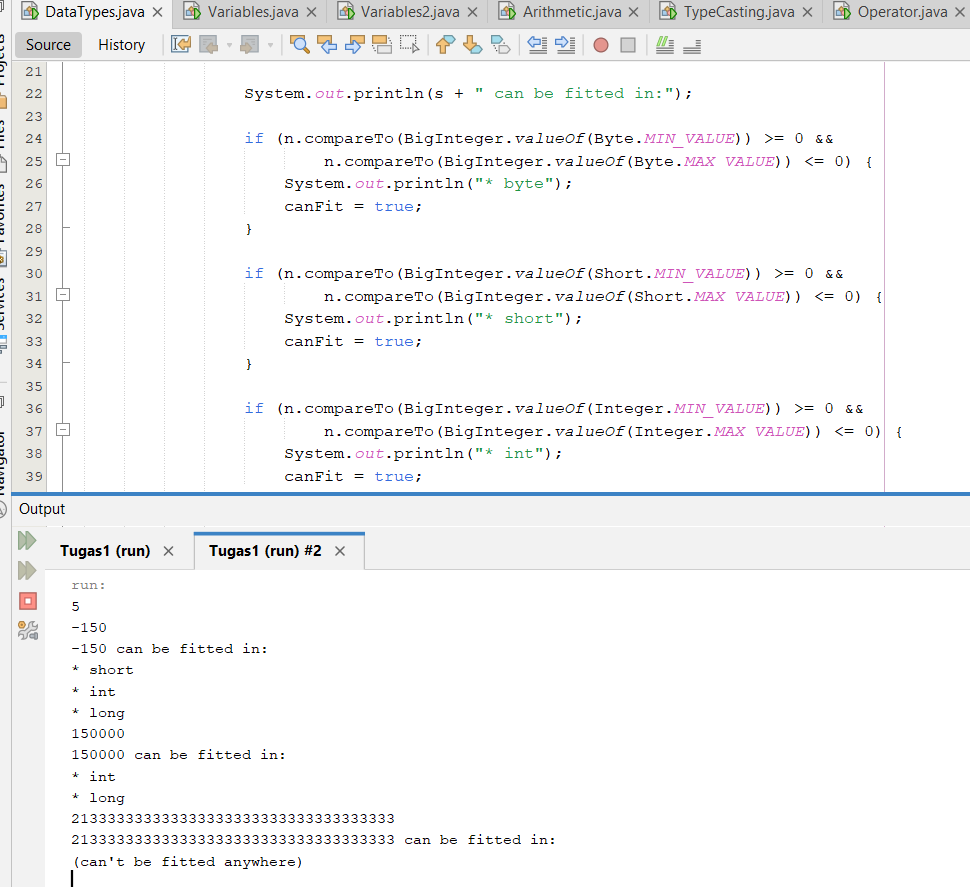 DataTypes.java Variables.java Variables2.java Arithmetic.java TypeCasting.java Operator.java
Source History
21
22 System.out.println(s + " can be fitted in:");
23
24 if (n.compareTo(BigInteger.valueOf(Byte.MIN_VALUE)) >= 0 &&
25 n.compareTo(BigInteger.valueOf(Byte.MAX_VALUE)) <= 0) {
26 System.out.println("* byte");
27 canFit = true;
28 }
29
30 if (n.compareTo(BigInteger.valueOf(Short.MIN_VALUE)) >= 0 &&
31 n.compareTo(BigInteger.valueOf(Short.MAX_VALUE)) <= 0) {
32 System.out.println("* short");
33 canFit = true;
34 }
35
36 if (n.compareTo(BigInteger.valueOf(Integer.MIN_VALUE)) >= 0 &&
37 n.compareTo(BigInteger.valueOf(Integer.MAX_VALUE)) <= 0) {
38 System.out.println("* int");
39 canFit = true;
Output
Tugas1 (run) Tugas1 (run) #2
run:
5
-150
-150 can be fitted in:
* short
* int
* long
150000
150000 can be fitted in:
* int
* long
213333333333333333333333333333333333
213333333333333333333333333333333333 can be fitted in:
(can't be fitted anywhere)